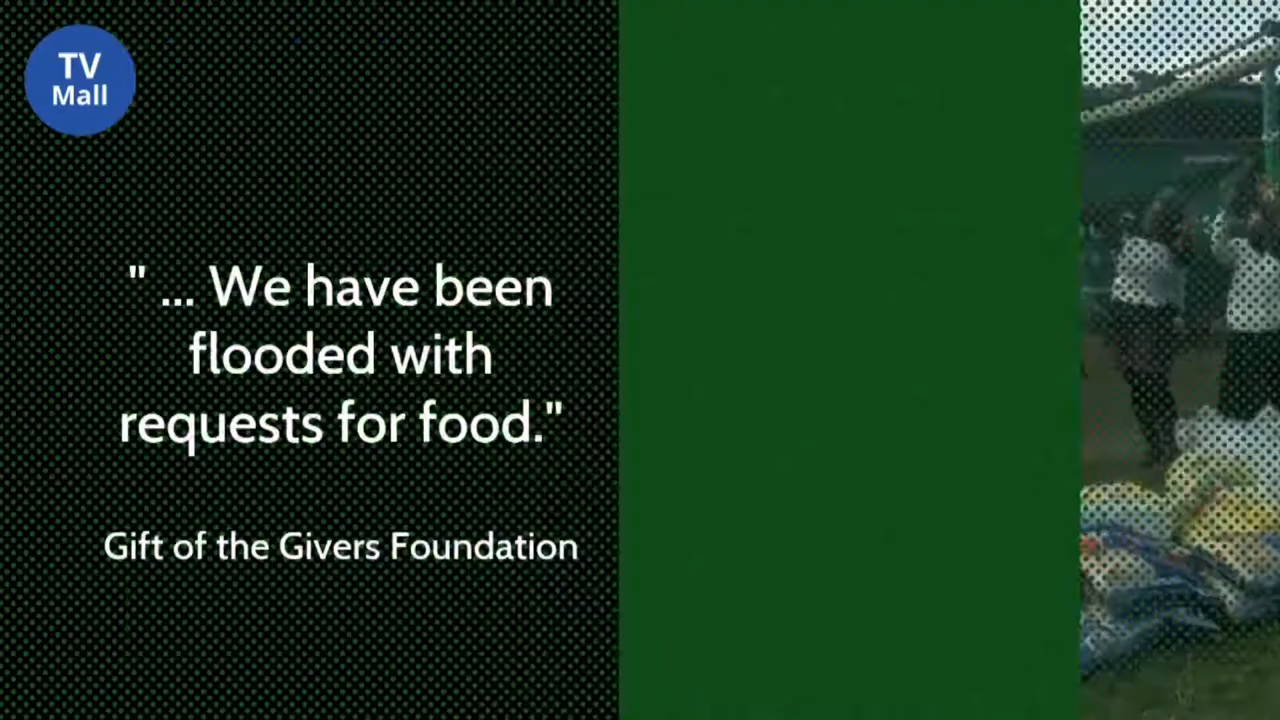 TV
Mall
" ... We have been
flooded with
requests for food."
Gift of the Givers Foundation